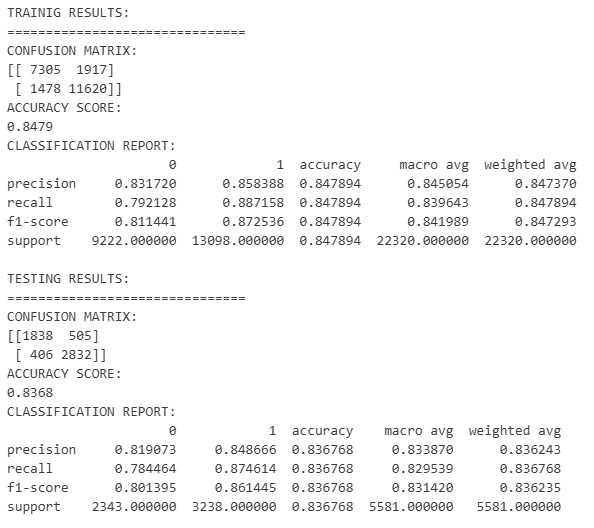 TRAINIG RESULTS:
===============================
CONFUSION MATRIX:
[[ 7305  1917]
 [ 1478 11620]]
ACCURACY SCORE:
0.8479
CLASSIFICATION REPORT:
                     0             1  accuracy     macro avg  weighted avg
precision     0.831720      0.858388  0.847894      0.845054      0.847370
recall        0.792128      0.887158  0.847894      0.839643      0.847894
f1-score      0.811441      0.872536  0.847894      0.841989      0.847293
support    9222.000000  13098.000000  0.847894  22320.000000  22320.000000

TESTING RESULTS:
===============================
CONFUSION MATRIX:
[[1838  505]
 [ 406 2832]]
ACCURACY SCORE:
0.8368
CLASSIFICATION REPORT:
                     0            1  accuracy    macro avg  weighted avg
precision     0.819073     0.848666  0.836768     0.833870      0.836243
recall        0.784464     0.874614  0.836768     0.829539      0.836768
f1-score      0.801395     0.861445  0.836768     0.831420      0.836235
support    2343.000000  3238.000000  0.836768  5581.000000   5581.000000